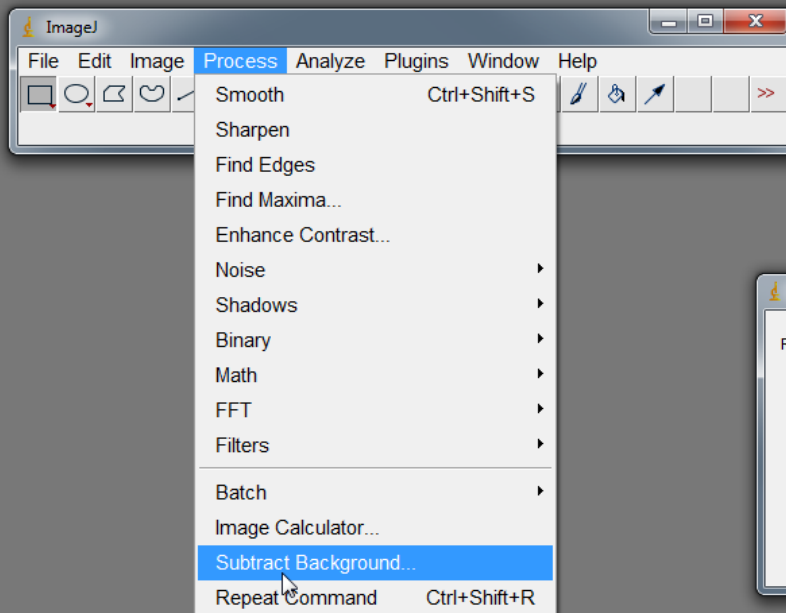 ImageJ
File Edit Image Process Analyze Plugins Window Help
>>
Smooth Ctrl+Shift+S
Sharpen
Find Edges
Find Maxima...
Enhance Contrast...
Noise
Shadows
Binary
Math
FFT
Filters
Batch
Image Calculator...
Subtract Background...
Repeat Command Ctrl+Shift+R